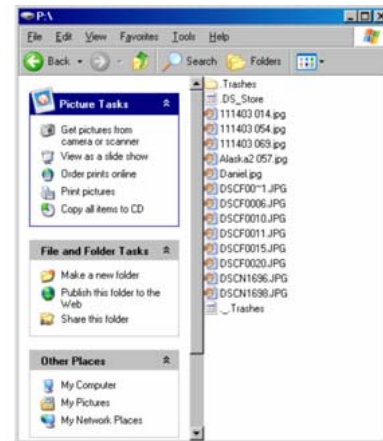 P:\
File Edit View Favorites Tools Help
Back Search Folders
Picture Tasks
Get pictures from
camera or scanner
View as a slide show
Order prints online
Print pictures
Copy all items to CD
File and Folder Tasks
Make a new folder
Publish this folder to the
Web
Share this folder
Other Places
My Computer
My Pictures
My Network Places
.Trashes
.DS_Store
111403 014.jpg
111403 054.jpg
111403 069.jpg
Alaska2 057.jpg
Daniel.jpg
DSCF00~1.JPG
DSCF0006.JPG
DSCF0010.JPG
DSCF0011.JPG
DSCF0015.JPG
DSCF0020.JPG
DSCN1696.JPG
DSCN1698.JPG
._.Trashes